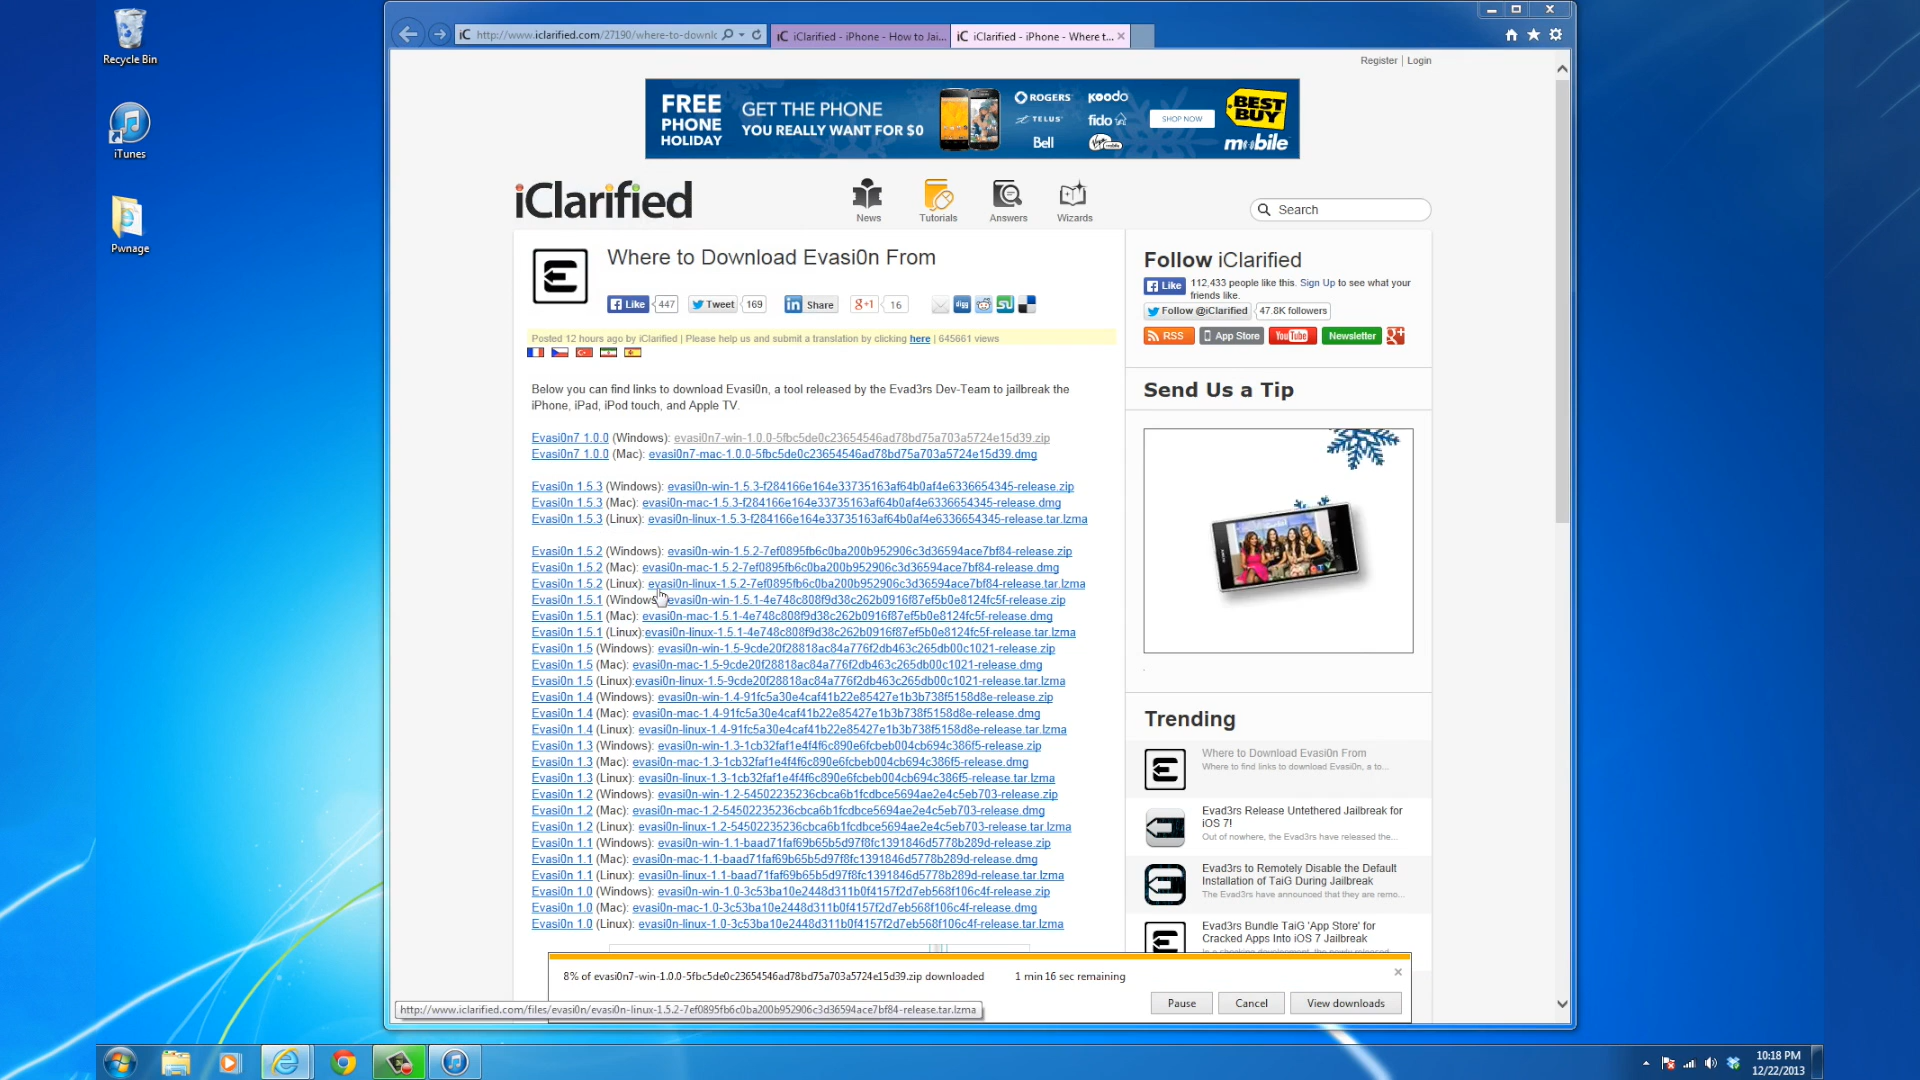 Recycle Bin
iTunes
Pwnage
http://www.iclarified.com/27190/where-to-downlo
iClarified - iPhone - How to Jai...
iClarified - iPhone - Where t...
Register | Login
FREE PHONE HOLIDAY
GET THE PHONE
YOU REALLY WANT FOR $0
ROGERS
koodo
TELUS
fido
Bell
SHOP NOW
BEST BUY
mobile
iClarified
News
Tutorials
Answers
Wizards
Search
Where to Download Evasi0n From
Like 447
Tweet 169
in Share
g+1 16
digg
Posted 12 hours ago by iClarified | Please help us and submit a translation by clicking here | 645661 views
Below you can find links to download Evasi0n, a tool released by the Evad3rs Dev-Team to jailbreak the
iPhone, iPad, iPod touch, and Apple TV.
Evasi0n7 1.0.0 (Windows): evasi0n7-win-1.0.0-5fbc5de0c23654546ad78bd75a703a5724e15d39.zip
Evasi0n7 1.0.0 (Mac): evasi0n7-mac-1.0.0-5fbc5de0c23654546ad78bd75a703a5724e15d39.dmg
Evasi0n 1.5.3 (Windows): evasi0n-win-1.5.3-f284166e164e33735163af64b0af4e6336654345-release.zip
Evasi0n 1.5.3 (Mac): evasi0n-mac-1.5.3-f284166e164e33735163af64b0af4e6336654345-release.dmg
Evasi0n 1.5.3 (Linux): evasi0n-linux-1.5.3-f284166e164e33735163af64b0af4e6336654345-release.tar.lzma
Evasi0n 1.5.2 (Windows): evasi0n-win-1.5.2-7ef0895fb6c0ba200b952906c3d36594ace7bf84-release.zip
Evasi0n 1.5.2 (Mac): evasi0n-mac-1.5.2-7ef0895fb6c0ba200b952906c3d36594ace7bf84-release.dmg
Evasi0n 1.5.2 (Linux): evasi0n-linux-1.5.2-7ef0895fb6c0ba200b952906c3d36594ace7bf84-release.tar.lzma
Evasi0n 1.5.1 (Windows evasi0n-win-1.5.1-4e748c808f9d38c262b0916f87ef5b0e8124fc5f-release.zip
Evasi0n 1.5.1 (Mac): evasi0n-mac-1.5.1-4e748c808f9d38c262b0916f87ef5b0e8124fc5f-release.dmg
Evasi0n 1.5.1 (Linux):evasi0n-linux-1.5.1-4e748c808f9d38c262b0916f87ef5b0e8124fc5f-release.tar.lzma
Evasi0n 1.5 (Windows): evasi0n-win-1.5-9cde20f28818ac84a776f2db463c265db00c1021-release.zip
Evasi0n 1.5 (Mac): evasi0n-mac-1.5-9cde20f28818ac84a776f2db463c265db00c1021-release.dmg
Evasi0n 1.5 (Linux):evasi0n-linux-1.5-9cde20f28818ac84a776f2db463c265db00c1021-release.tar.lzma
Evasi0n 1.4 (Windows): evasi0n-win-1.4-91fc5a30e4caf41b22e85427e1b3b738f5158d8e-release.zip
Evasi0n 1.4 (Mac): evasi0n-mac-1.4-91fc5a30e4caf41b22e85427e1b3b738f5158d8e-release.dmg
Evasi0n 1.4 (Linux): evasi0n-linux-1.4-91fc5a30e4caf41b22e85427e1b3b738f5158d8e-release.tar.lzma
Evasi0n 1.3 (Windows): evasi0n-win-1.3-1cb32faf1e4f4f6c890e6fcbeb004cb694c386f5-release.zip
Evasi0n 1.3 (Mac): evasi0n-mac-1.3-1cb32faf1e4f4f6c890e6fcbeb004cb694c386f5-release.dmg
Evasi0n 1.3 (Linux): evasi0n-linux-1.3-1cb32faf1e4f4f6c890e6fcbeb004cb694c386f5-release.tar.lzma
Evasi0n 1.2 (Windows): evasi0n-win-1.2-54502235236cbca6b1fcdbce5694ae2e4c5eb703-release.zip
Evasi0n 1.2 (Mac): evasi0n-mac-1.2-54502235236cbca6b1fcdbce5694ae2e4c5eb703-release.dmg
Evasi0n 1.2 (Linux): evasi0n-linux-1.2-54502235236cbca6b1fcdbce5694ae2e4c5eb703-release.tar.lzma
Evasi0n 1.1 (Windows): evasi0n-win-1.1-baad71faf69b65b5d97f8fc1391846d5778b289d-release.zip
Evasi0n 1.1 (Mac): evasi0n-mac-1.1-baad71faf69b65b5d97f8fc1391846d5778b289d-release.dmg
Evasi0n 1.1 (Linux): evasi0n-linux-1.1-baad71faf69b65b5d97f8fc1391846d5778b289d-release.tar.lzma
Evasi0n 1.0 (Windows): evasi0n-win-1.0-3c53ba10e2448d311b0f4157f2d7eb568f106c4f-release.zip
Evasi0n 1.0 (Mac): evasi0n-mac-1.0-3c53ba10e2448d311b0f4157f2d7eb568f106c4f-release.dmg
Evasi0n 1.0 (Linux): evasi0n-linux-1.0-3c53ba10e2448d311b0f4157f2d7eb568f106c4f-release.tar.lzma
Follow iClarified
Like
112,433 people like this. Sign Up to see what your
friends like.
Follow @iClarified
47.8K followers
RSS
App Store
YouTube
Newsletter
Send Us a Tip
Trending
Where to Download Evasi0n From
Where to find links to download Evasi0n, a to...
Evad3rs Release Untethered Jailbreak for
iOS 7!
Out of nowhere, the Evad3rs have released the...
Evad3rs to Remotely Disable the Default
Installation of TaiG During Jailbreak
The Evad3rs have announced that they are remo...
Evad3rs Bundle TaiG 'App Store' for
Cracked Apps Into iOS 7 Jailbreak
8% of evasi0n7-win-1.0.0-5fbc5de0c23654546ad78bd75a703a5724e15d39.zip downloaded
1 min 16 sec remaining
Pause
Cancel
View downloads
http://www.iclarified.com/files/evasi0n/evasi0n-linux-1.5.2-7ef0895fb6c0ba200b952906c3d36594ace7bf84-release.tar.lzma
10:18 PM
12/22/2013